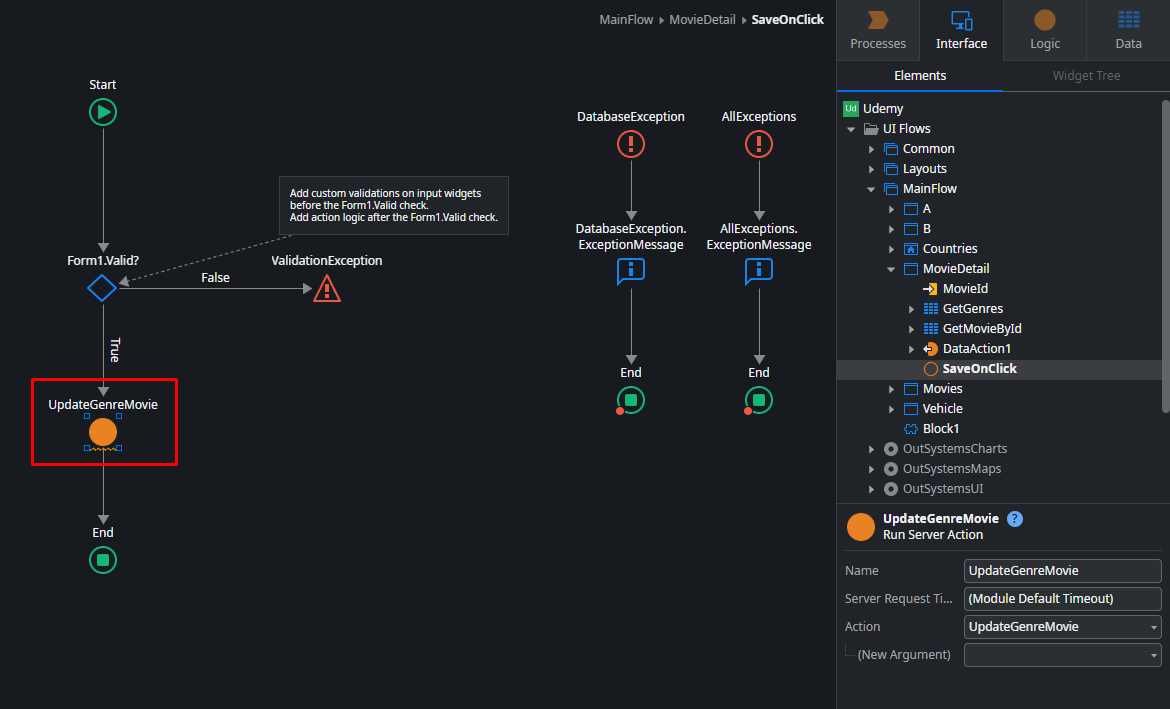 MainFlow ▸ MovieDetail ▸ SaveOnClick
Start
Add custom validations on input widgets
before the Form1.Valid check.
Add action logic after the Form1.Valid check.
Form1.Valid?
False
ValidationException
True
UpdateGenreMovie
End
DatabaseException
DatabaseException.
ExceptionMessage
End
AllExceptions
AllExceptions.
ExceptionMessage
End
Processes
Interface
Logic
Data
Elements
Widget Tree
Ud Udemy
UI Flows
Common
Layouts
MainFlow
A
B
Countries
MovieDetail
MovieId
GetGenres
GetMovieById
DataAction1
SaveOnClick
Movies
Vehicle
Block1
OutSystemsCharts
OutSystemsMaps
OutSystemsUI
UpdateGenreMovie ?
Run Server Action
Name UpdateGenreMovie
Server Request Ti... (Module Default Timeout)
Action UpdateGenreMovie
(New Argument)